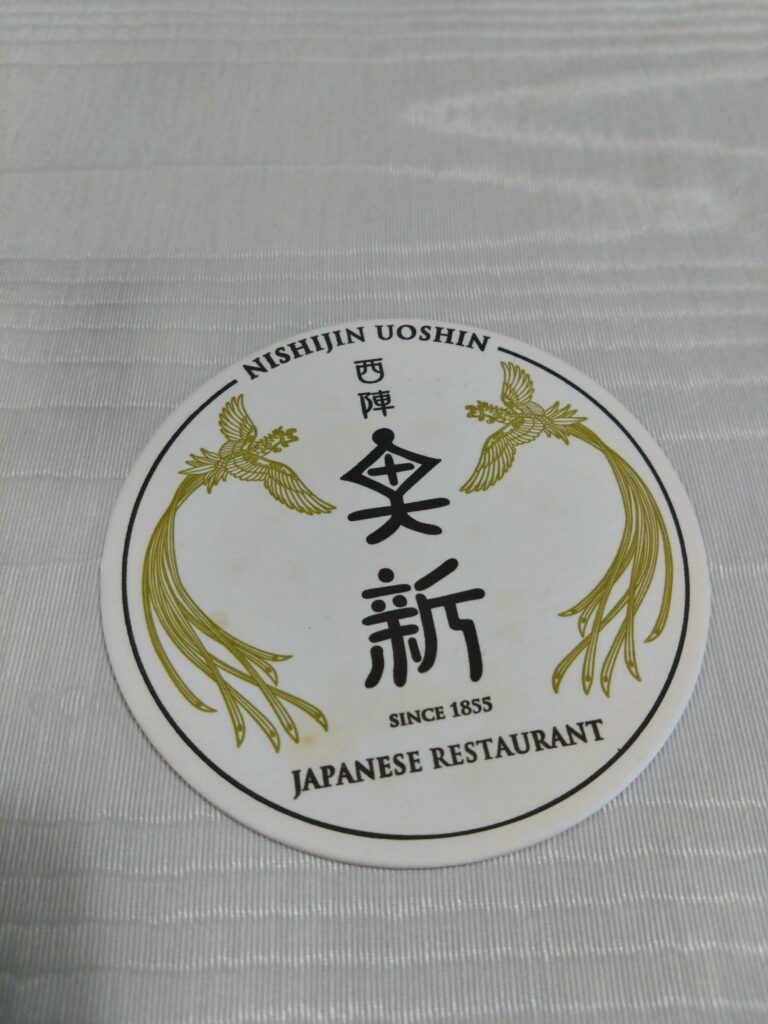 NISHIJIN UOSHIN
西陣
魚新
SINCE 1855
JAPANESE RESTAURANT